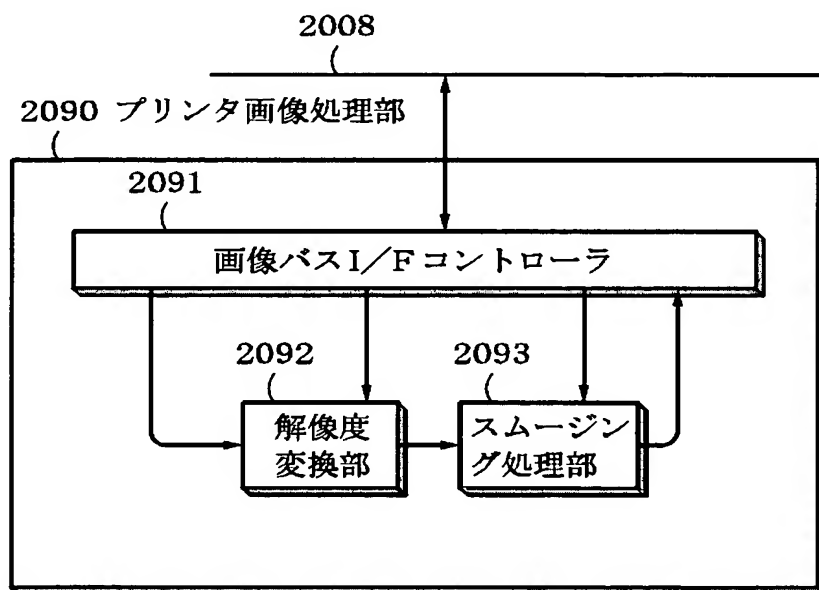 2008
2090 プリンタ画像処理部
2091
画像バスI／Fコントローラ
2092
解像度
変換部
2093
スムージン
グ処理部